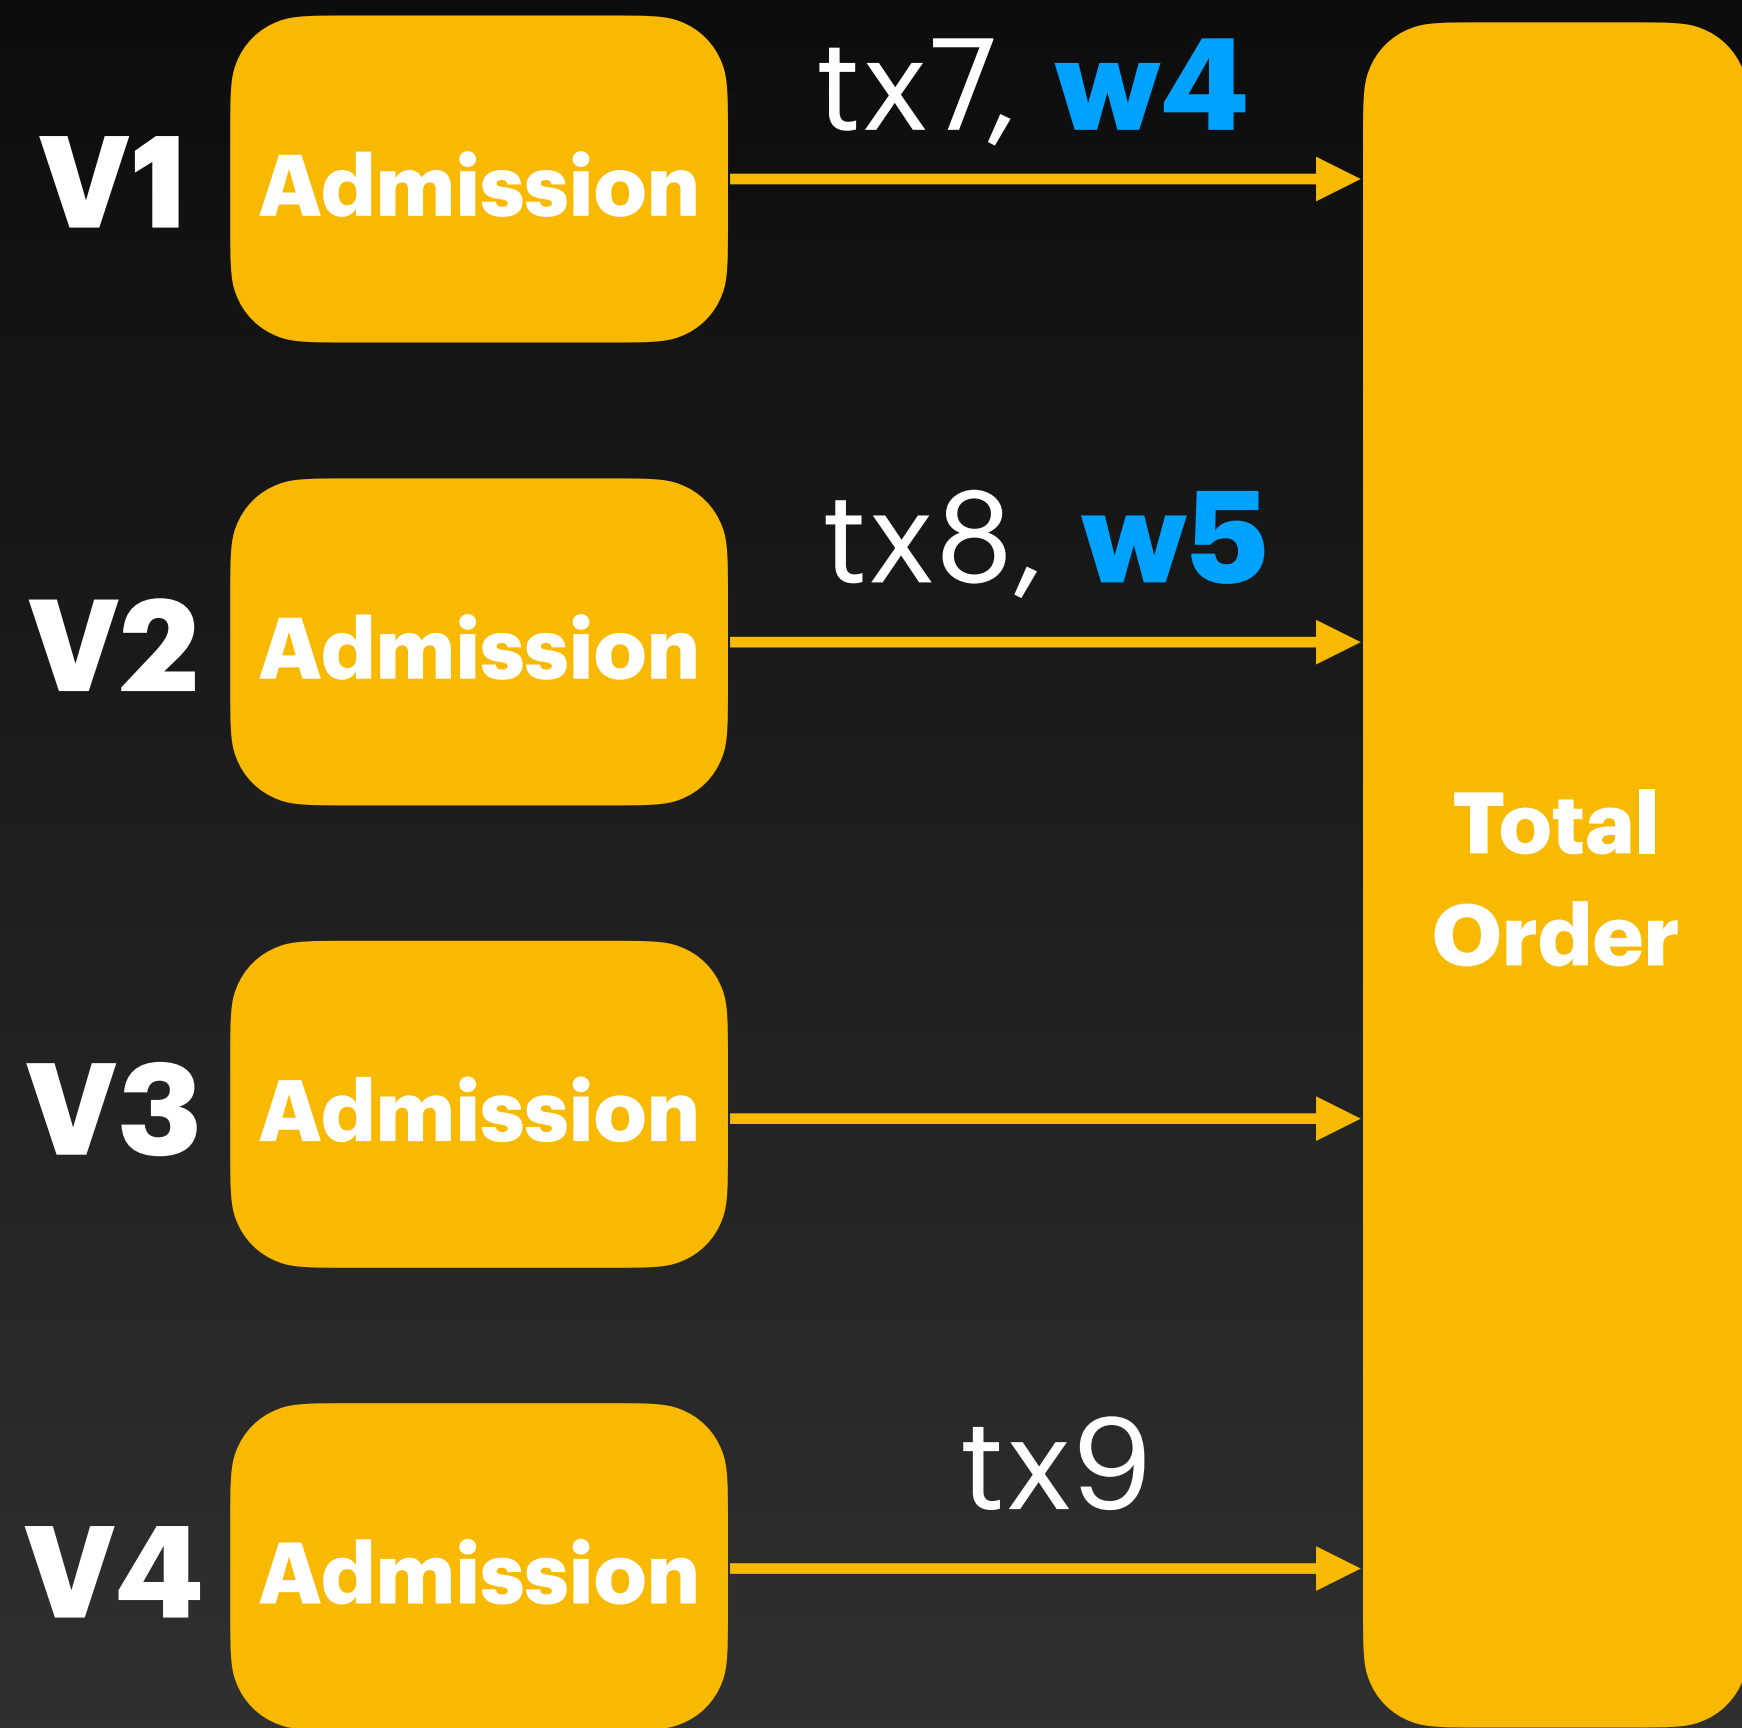 V1
Admission
tx7, w4
V2
Admission
tx8, w5
Total
Order
V3
Admission
V4
Admission
tx9